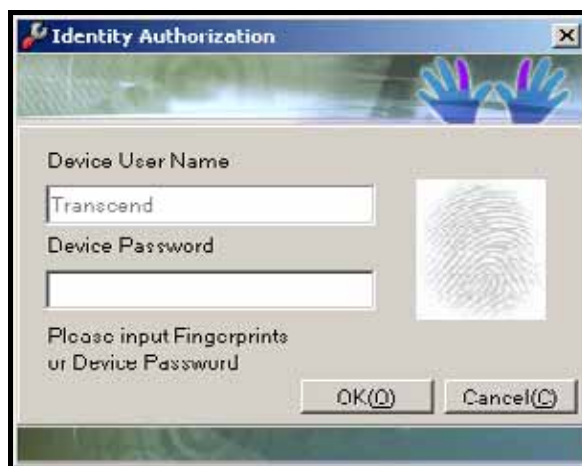 Identity Authorization
Device User Name
Transcend
Device Password
Please input Fingerprints
or Device Password
OK(O) Cancel(C)